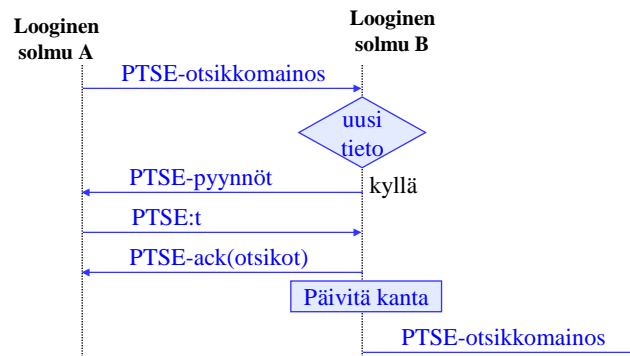 Looginen
solmu A
Looginen
solmu B
PTSE-otsikkomainos
uusi
tieto
PTSE-pyynnöt
kyllä
PTSE:t
PTSE-ack(otsikot)
Päivitä kanta
PTSE-otsikkomainos